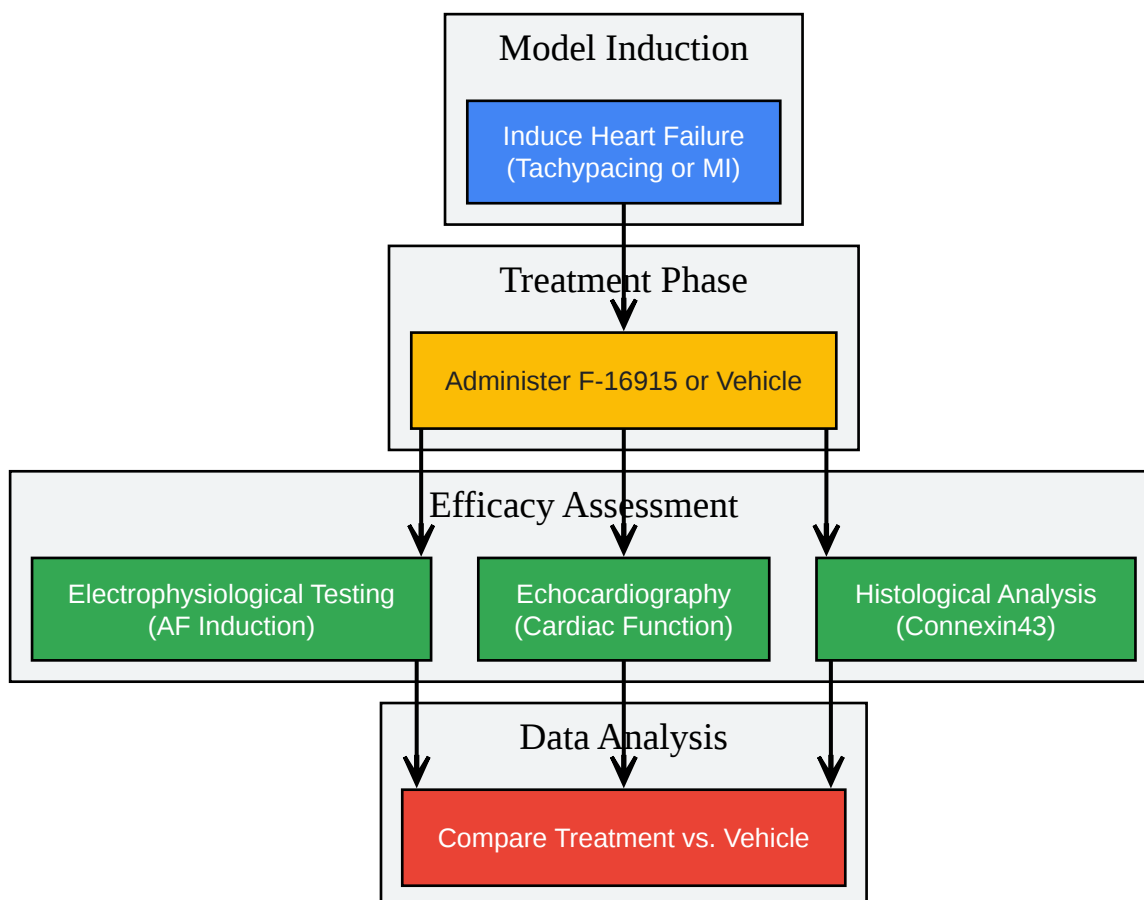 Model Induction
Induce Heart Failure
(Tachypacing or MI)
Treatment Phase
Administer F-16915 or Vehicle
Efficacy Assessment
Electrophysiological Testing
(AF Induction)
Echocardiography
(Cardiac Function)
Histological Analysis
(Connexin43)
Data Analysis
Compare Treatment vs. Vehicle